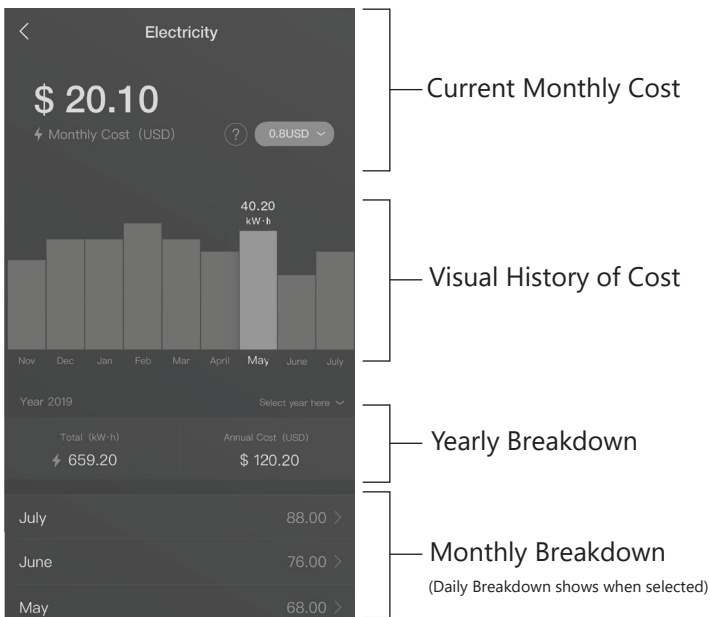 Electricity
$ 20.10
Monthly Cost (USD)
?
0.8USD
Current Monthly Cost
40.20
kW·h
Visual History of Cost
Nov Dec Jan Feb Mar April May June July
Year 2019
Select year here
Total (kW·h)
Annual Cost (USD)
659.20
$ 120.20
Yearly Breakdown
July 88.00
June 76.00
May 68.00
Monthly Breakdown
(Daily Breakdown shows when selected)